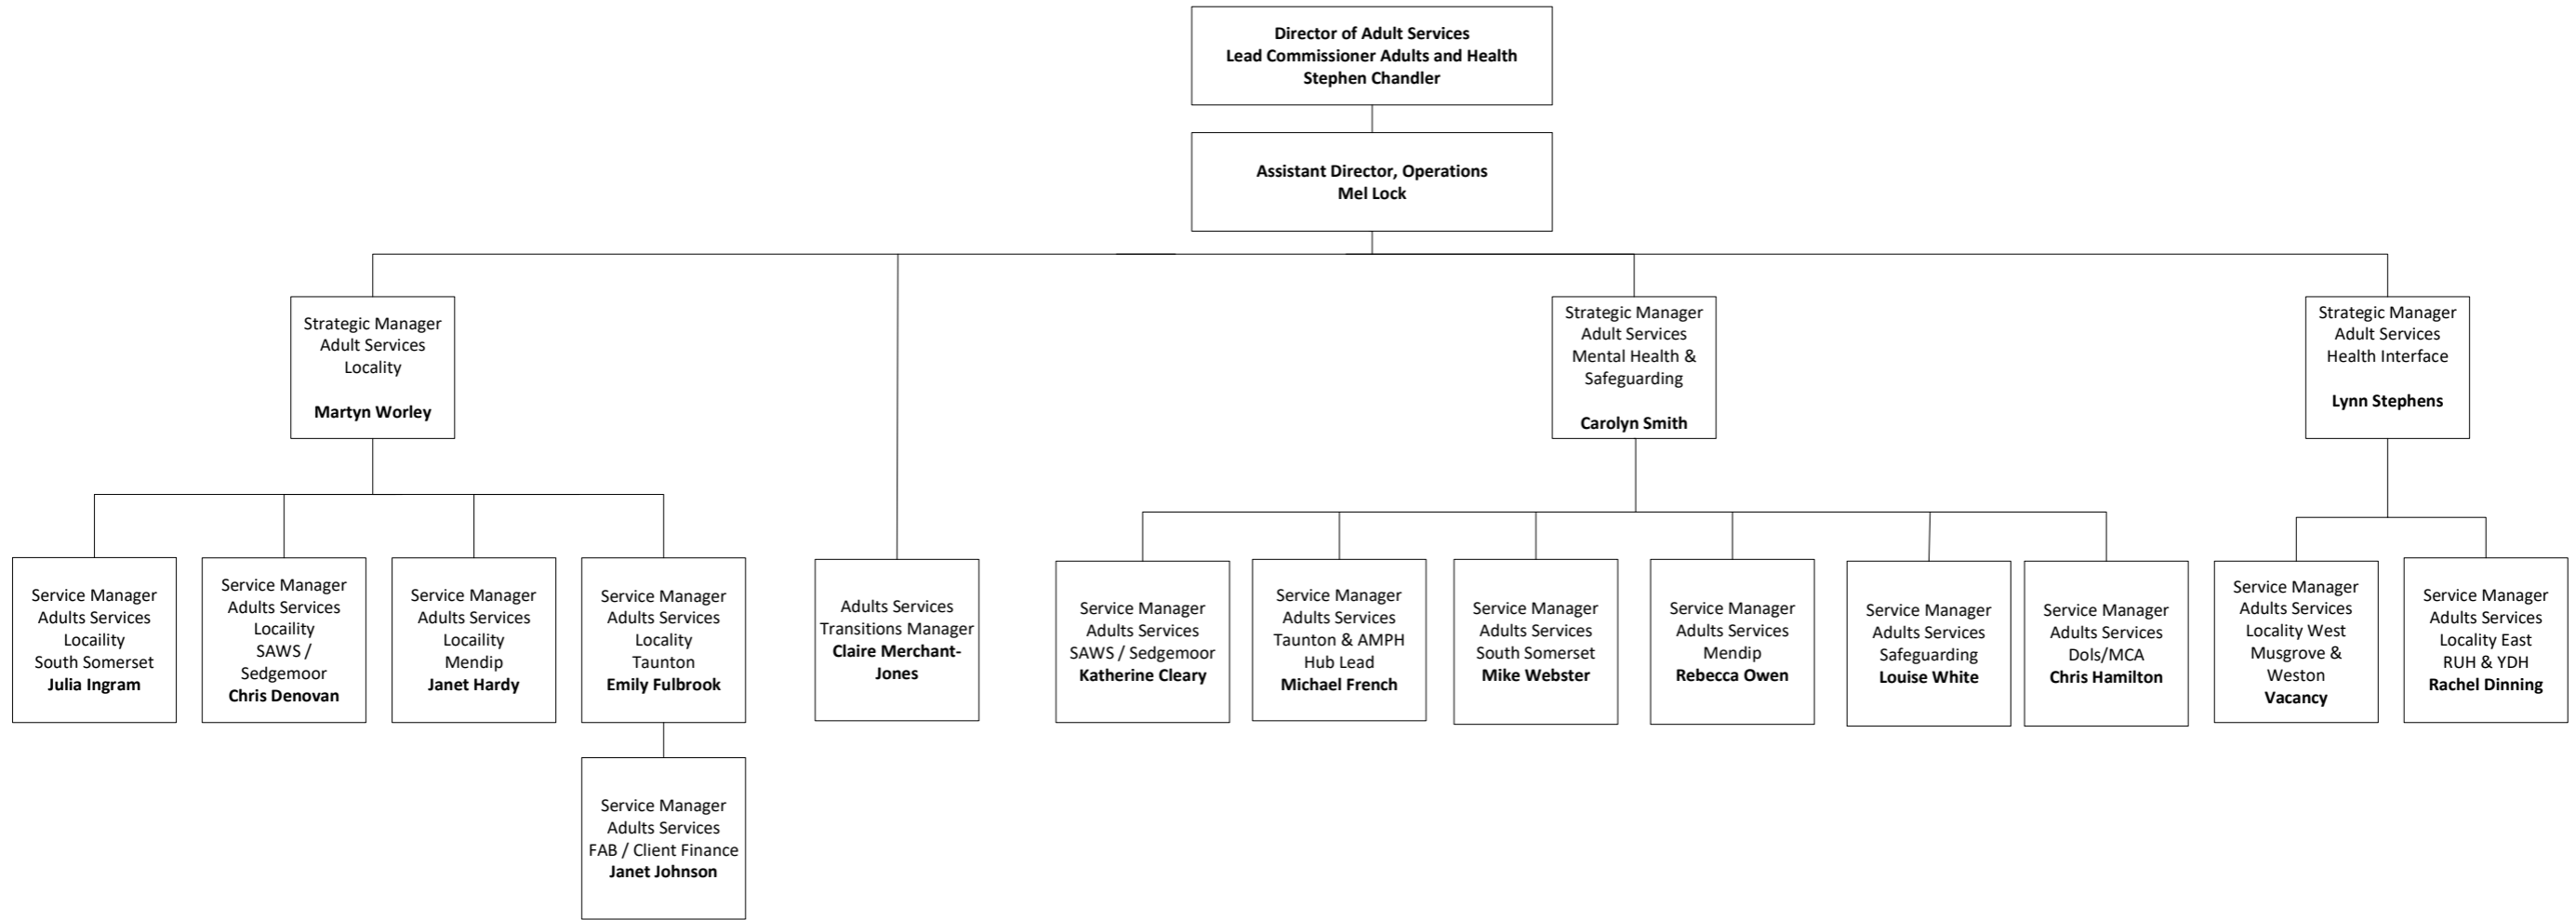 Director of Adult Services
Lead Commissioner Adults and Health
Stephen Chandler
Assistant Director, Operations
Mel Lock
Strategic Manager
Adult Services
Locality
Martyn Worley
Strategic Manager
Adult Services
Mental Health &
Safeguarding
Carolyn Smith
Strategic Manager
Adult Services
Health Interface
Lynn Stephens
Service Manager
Adults Services
Locaility
South Somerset
Julia Ingram
Service Manager
Adults Services
Locaility
SAWS /
Sedgemoor
Chris Denovan
Service Manager
Adults Services
Locaility
Mendip
Janet Hardy
Service Manager
Adults Services
Locality
Taunton
Emily Fulbrook
Adults Services
Transitions Manager
Claire Merchant-
Jones
Service Manager
Adults Services
SAWS / Sedgemoor
Katherine Cleary
Service Manager
Adults Services
Taunton & AMPH
Hub Lead
Michael French
Service Manager
Adults Services
South Somerset
Mike Webster
Service Manager
Adults Services
Mendip
Rebecca Owen
Service Manager
Adults Services
Safeguarding
Louise White
Service Manager
Adults Services
Dols/MCA
Chris Hamilton
Service Manager
Adults Services
Locality West
Musgrove &
Weston
Vacancy
Service Manager
Adults Services
Locality East
RUH & YDH
Rachel Dinning
Service Manager
Adults Services
FAB / Client Finance
Janet Johnson